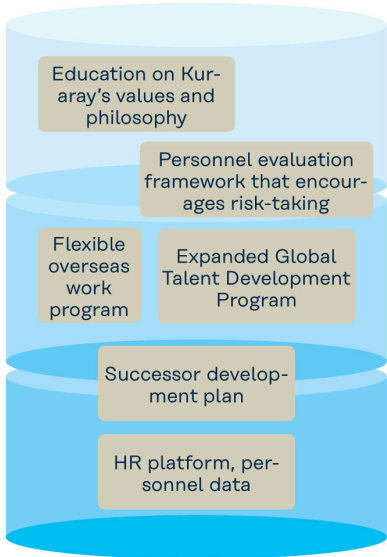 Education on Kur-
aray's values and
philosophy
Personnel evaluation
framework that encour-
ages risk-taking
Flexible
overseas
work
program
Expanded Global
Talent Development
Program
Successor develop-
ment plan
HR platform, per-
sonnel data